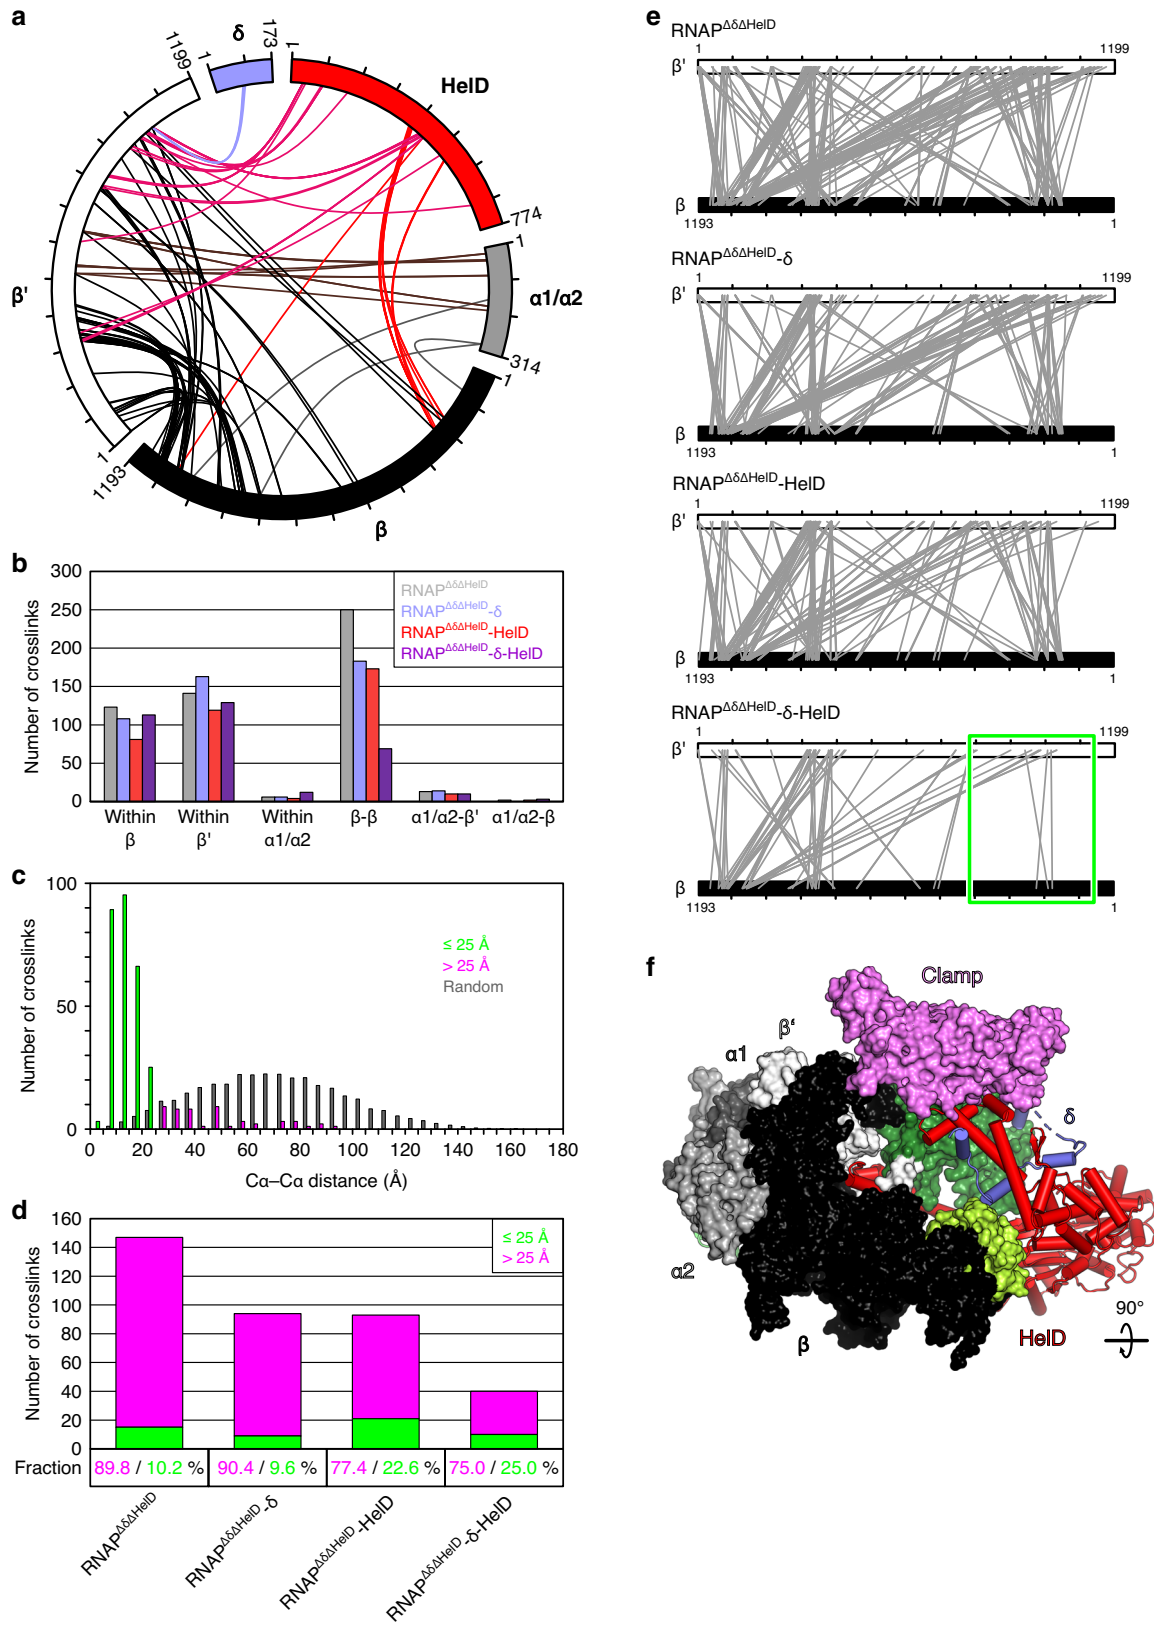 a
δ
1
173
1
1199
HelD
774
1
β'
α1/α2
314
1
1
1193
β
b
300
250
200
150
100
50
0
Number of crosslinks
RNAPΔδΔHelD
RNAPΔδΔHelD-δ
RNAPΔδΔHelD-HelD
RNAPΔδΔHelD-δ-HelD
Within β
Within β'
Within α1/α2
β-β
α1/α2-β'
α1/α2-β
c
100
50
0
Number of crosslinks
≤ 25 Å
> 25 Å
Random
0 20 40 60 80 100 120 140 160 180
Cα–Cα distance (Å)
d
160
140
120
100
80
60
40
20
0
Number of crosslinks
≤ 25 Å
> 25 Å
Fraction 89.8 / 10.2 % 90.4 / 9.6 % 77.4 / 22.6 % 75.0 / 25.0 %
RNAPΔδΔHelD
RNAPΔδΔHelD-δ
RNAPΔδΔHelD-HelD
RNAPΔδΔHelD-δ-HelD
e
RNAPΔδΔHelD
1 1199
β'
β
1193 1
RNAPΔδΔHelD-δ
1 1199
β'
β
1193 1
RNAPΔδΔHelD-HelD
1 1199
β'
β
1193 1
RNAPΔδΔHelD-δ-HelD
1 1199
β'
β
1193 1
f
Clamp
β‘
α1
δ
α2
β
HelD
90°